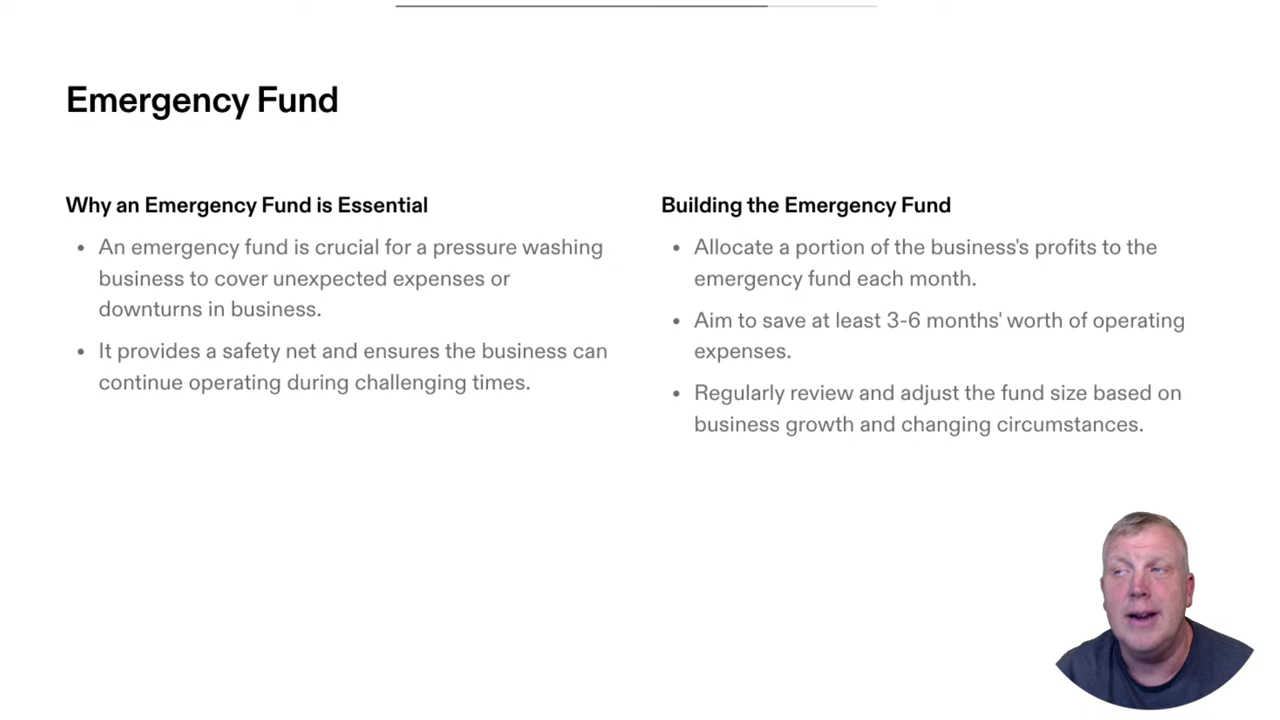 Emergency Fund
Why an Emergency Fund is Essential
• An emergency fund is crucial for a pressure washing
business to cover unexpected expenses or
downturns in business.
• It provides a safety net and ensures the business can
continue operating during challenging times.
Building the Emergency Fund
• Allocate a portion of the business's profits to the
emergency fund each month.
• Aim to save at least 3-6 months' worth of operating
expenses.
• Regularly review and adjust the fund size based on
business growth and changing circumstances.